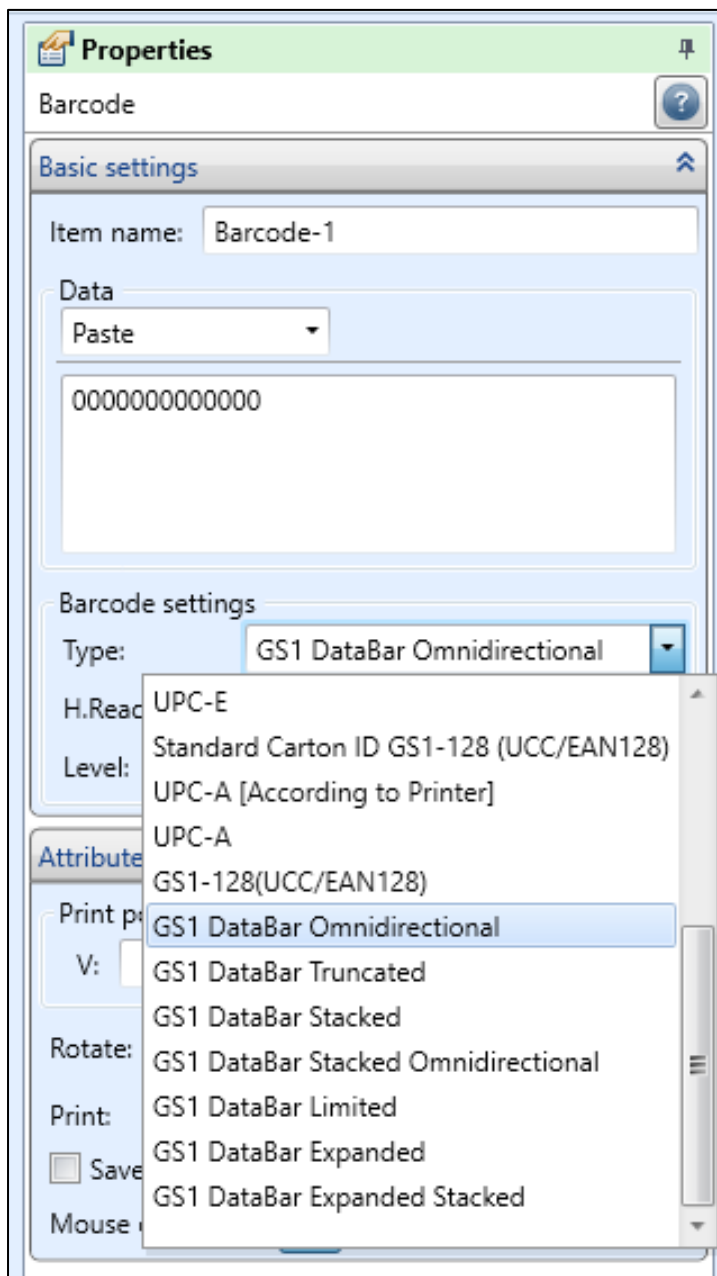 Properties
Barcode
Basic settings
Item name: Barcode-1
Data
Paste
0000000000000
Barcode settings
Type: GS1 DataBar Omnidirectional
H.Read
UPC-E
Standard Carton ID GS1-128 (UCC/EAN128)
Level:
UPC-A [According to Printer]
UPC-A
Attribute
GS1-128(UCC/EAN128)
Print po
GS1 DataBar Omnidirectional
V:
GS1 DataBar Truncated
GS1 DataBar Stacked
Rotate:
GS1 DataBar Stacked Omnidirectional
Print:
GS1 DataBar Limited
Save
GS1 DataBar Expanded
GS1 DataBar Expanded Stacked
Mouse